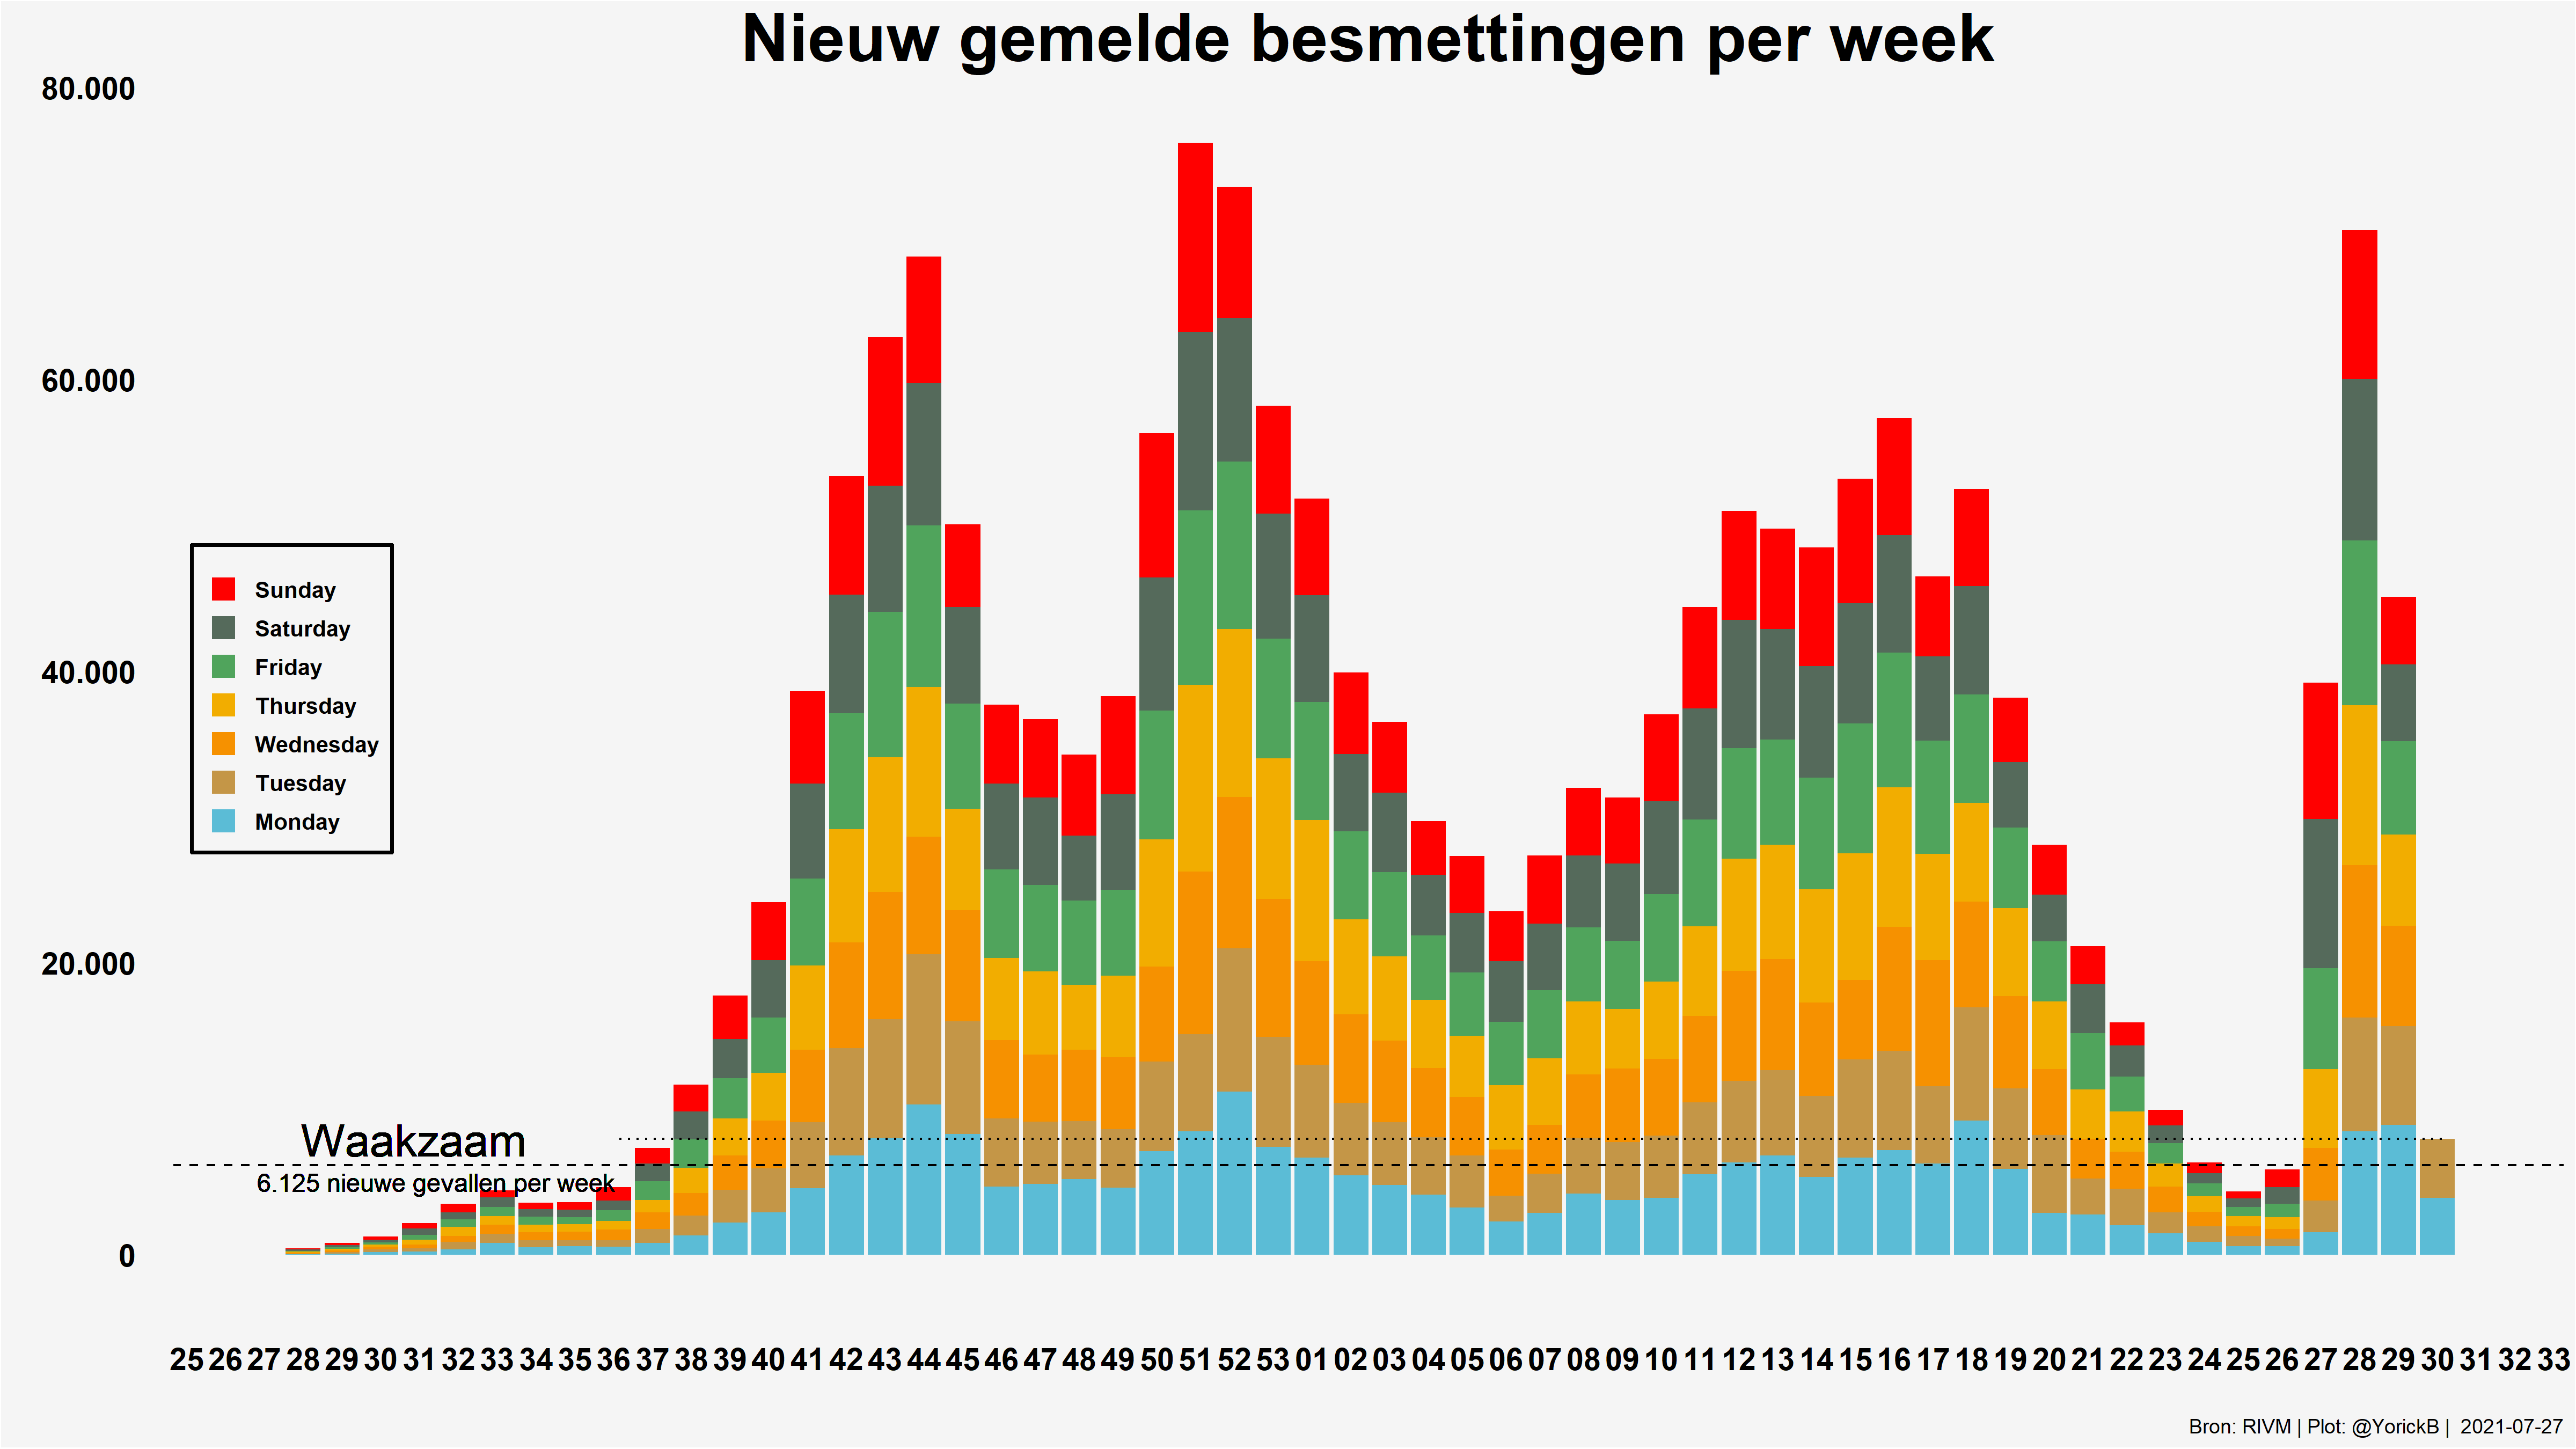 Nieuw gemelde besmettingen per week
80.000
60.000
40.000
20.000
0
Sunday
Saturday
Friday
Thursday
Wednesday
Tuesday
Monday
Waakzaam
6.125 nieuwe gevallen per week
25 26 27 28 29 30 31 32 33 34 35 36 37 38 39 40 41 42 43 44 45 46 47 48 49 50 51 52 53 01 02 03 04 05 06 07 08 09 10 11 12 13 14 15 16 17 18 19 20 21 22 23 24 25 26 27 28 29 30 31 32 33
Bron: RIVM | Plot: @YorickB | 2021-07-27